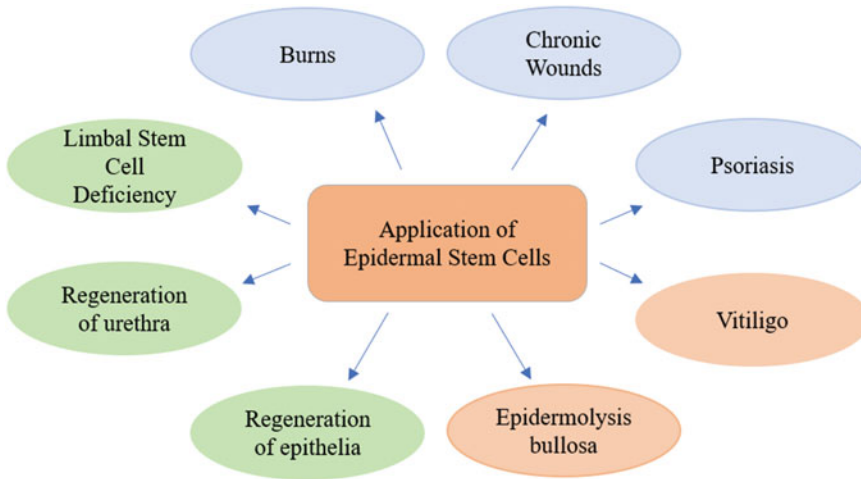 Burns
Chronic
Wounds
Limbal Stem
Cell
Deficiency
Psoriasis
Application of
Epidermal Stem Cells
Regeneration
of urethra
Vitiligo
Regeneration
of epithelia
Epidermolysis
bullosa